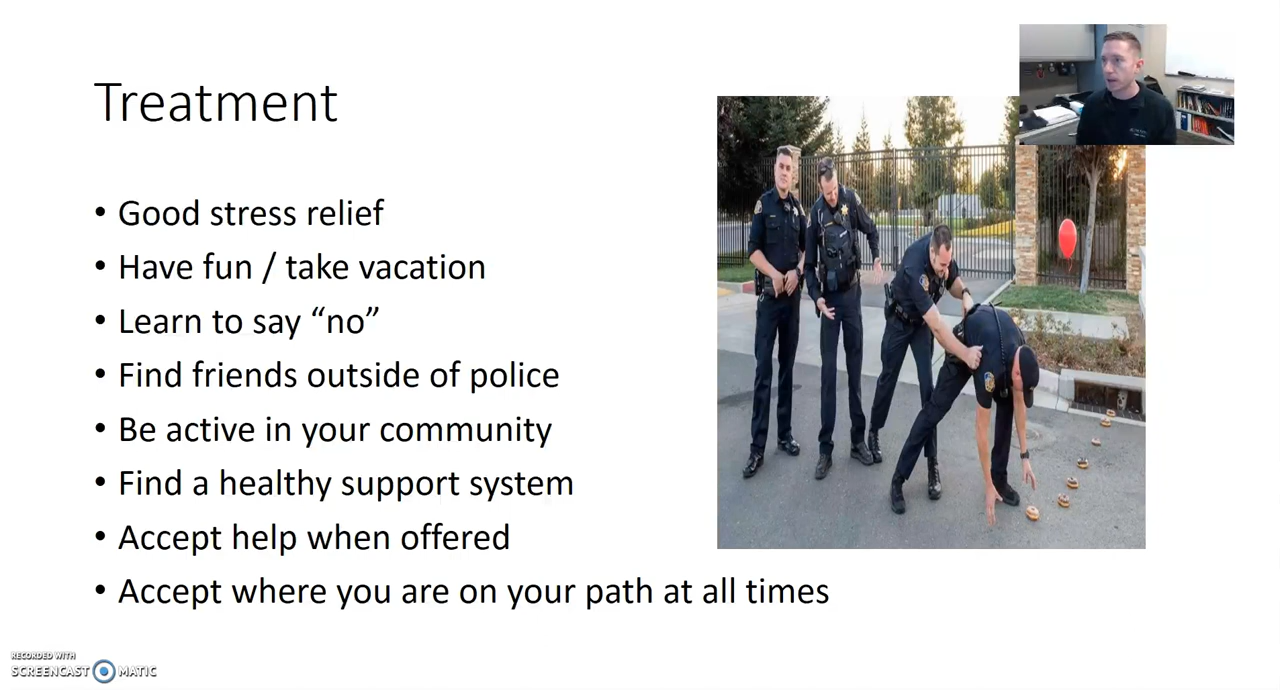 Treatment
• Good stress relief
• Have fun / take vacation
• Learn to say “no”
• Find friends outside of police
• Be active in your community
• Find a healthy support system
• Accept help when offered
• Accept where you are on your path at all times
RECORDED WITH
SCREENCAST MATIC